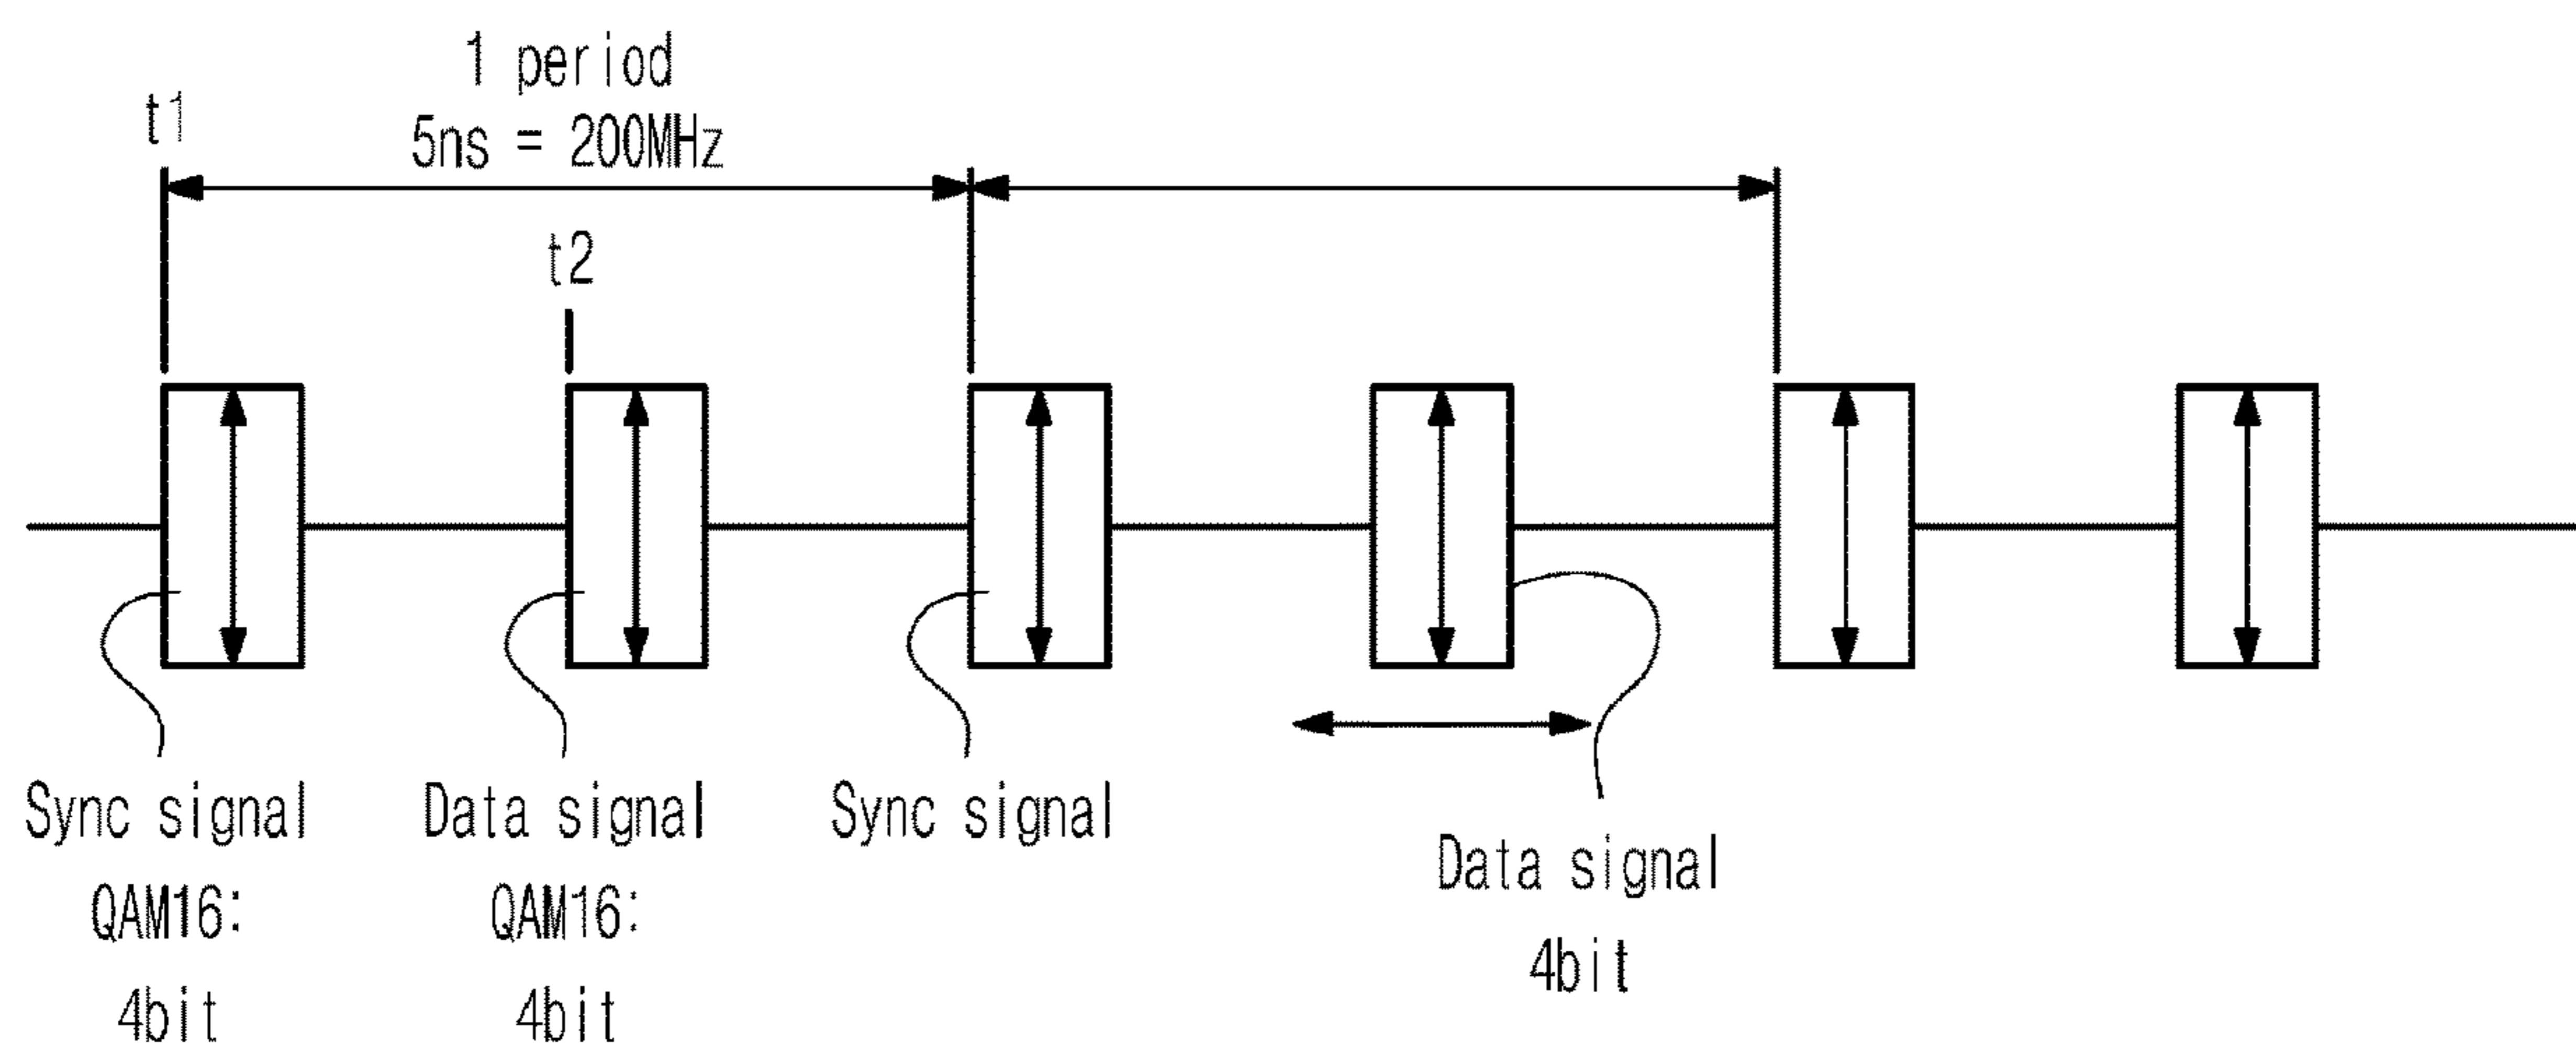 1 period
t1
5ns = 200MHz
t2
Sync signal
QAM16:
4bit
Data signal
QAM16:
4bit
Sync signal
Data signal
4bit